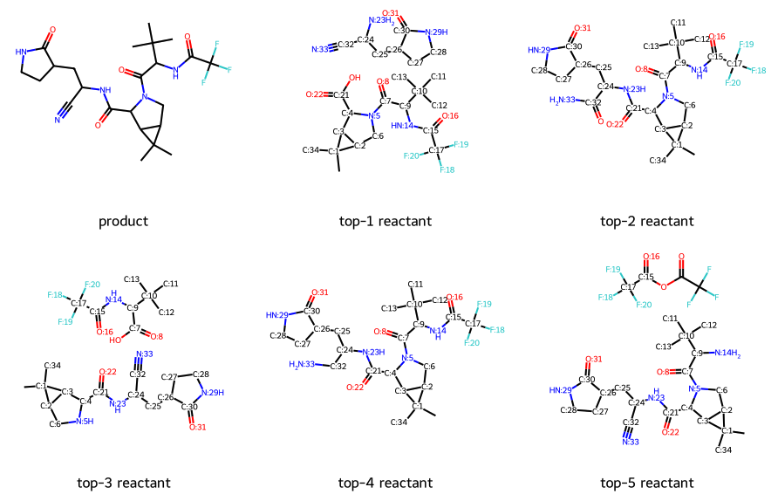 O
HN
N
NH
O
O
N
O
N
H
F
F
F
product
O:31
C:30
N:29H
N:23H₂
C:24
C:32
N:33
C:25
C:26
C:27
C:28
OH
C:21
O:22
O:8
C:13
C:11
C:10
C:12
C:7
C:9
C:4
N:5
O:16
HN:14
C:15
C:3
C:6
C:34
C:1
C:2
F:20
C:17
F:19
F:18
top-1 reactant
O:31
C:30
HN:29
C:28
C:27
C:26
C:25
C:24
N:23H
H₂N:33
C:32
O
C:21
O:22
C:4
N:5
C:7
O:8
C:9
C:10
C:11
C:12
C:13
N:14
H
C:15
O:16
C:17
F:19
F:18
F:20
C:6
C:3
C:2
C:1
C:34
top-2 reactant
F:18
F:20
F:19
C:17
C:15
O:16
H
N:14
C:9
C:10
C:13
C:11
C:12
C:7
O:8
HO
N:33
C:32
C:24
C:25
C:26
C:27
C:28
N:29H
C:30
O:31
C:34
C:1
C:3
C:2
C:4
C:6
N:5H
C:21
O:22
N:23
H
top-3 reactant
O:31
C:30
HN:29
C:28
C:27
C:26
C:25
C:24
N:23H
H₂N:33
C:32
C:21
O:22
C:4
N:5
C:7
O:8
C:9
C:10
C:11
C:12
C:13
N:14
H
C:15
O:16
C:17
F:19
F:18
F:20
C:6
C:3
C:2
C:1
C:34
top-4 reactant
F:19
O:16
O
C:17
C:15
F:18
F:20
O
F
F
F
C:11
C:10
C:12
C:13
C:9
N:14H₂
O:8
C:7
O:31
C:30
HN:29
C:28
C:27
C:26
C:25
C:24
H
N:23
C:32
N:33
C:21
O:22
C:4
N:5
C:6
C:3
C:2
C:1
C:34
top-5 reactant